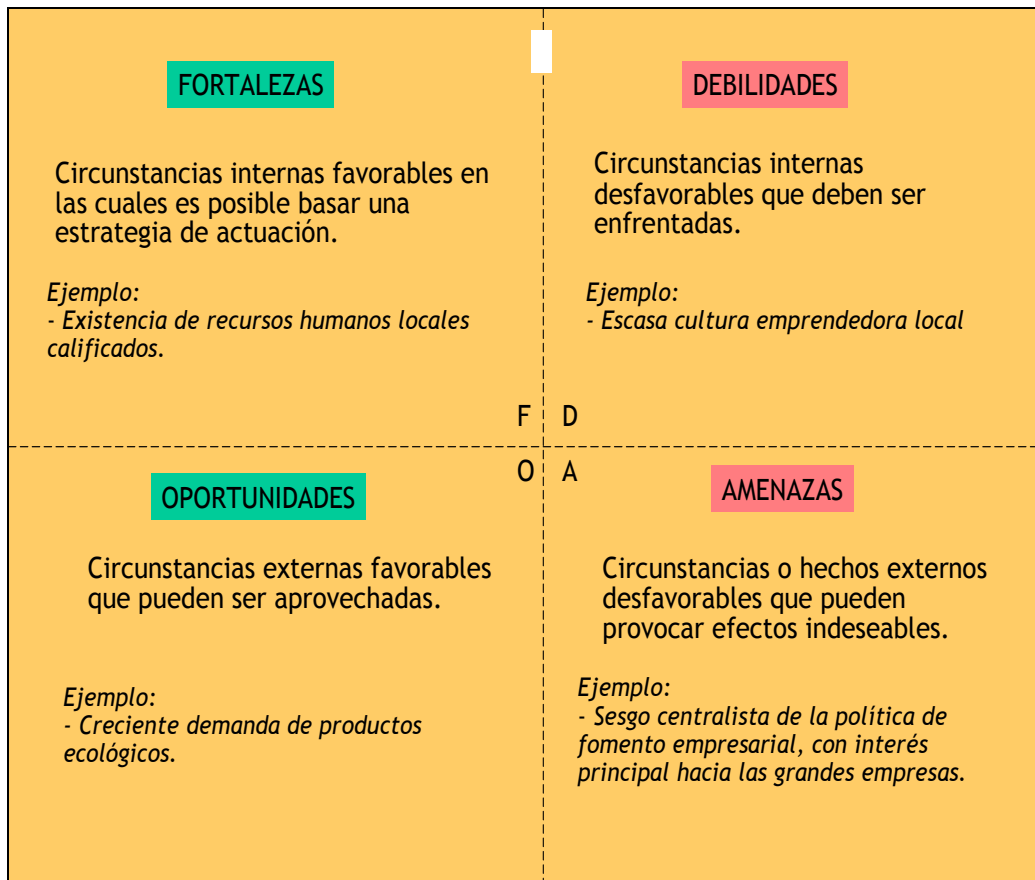 FORTALEZAS
Circunstancias internas favorables en
las cuales es posible basar una
estrategia de actuación.
Ejemplo:
- Existencia de recursos humanos locales
calificados.
F
DEBILIDADES
Circunstancias internas
desfavorables que deben ser
enfrentadas.
Ejemplo:
- Escasa cultura emprendedora local
D
O
OPORTUNIDADES
Circunstancias externas favorables
que pueden ser aprovechadas.
Ejemplo:
- Creciente demanda de productos
ecológicos.
A
AMENAZAS
Circunstancias o hechos externos
desfavorables que pueden
provocar efectos indeseables.
Ejemplo:
- Sesgo centralista de la política de
fomento empresarial, con interés
principal hacia las grandes empresas.